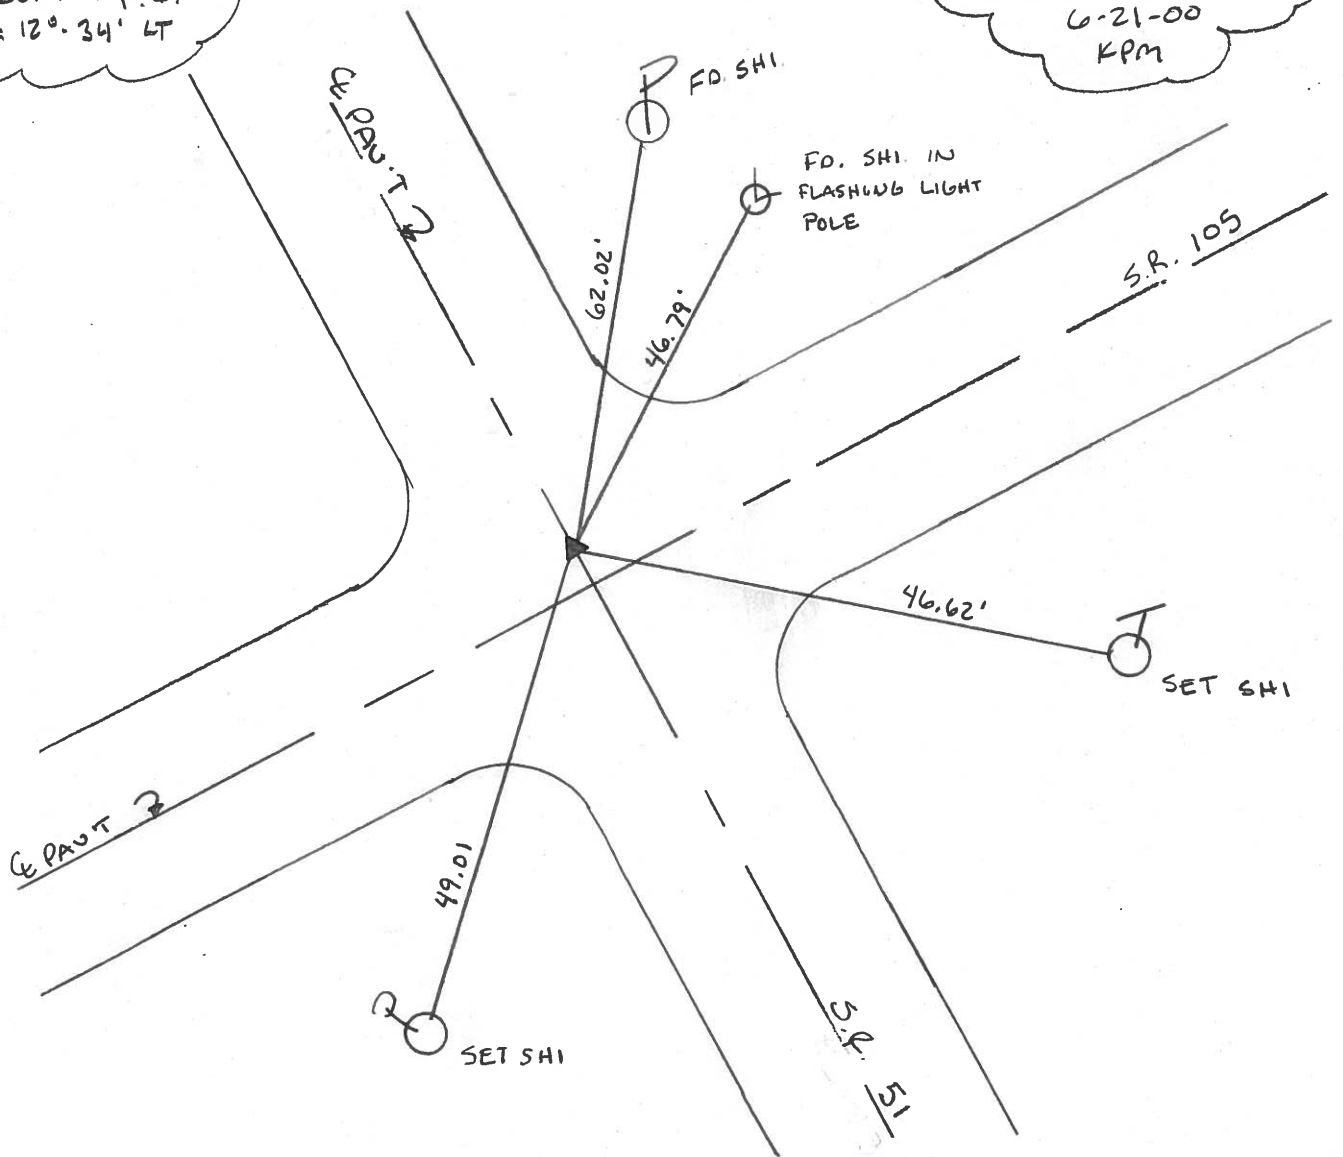 12°-34' LT
6-21-00
KPM
℄ PAV'T
P
FD. SHI
FD. SHI IN
FLASHING LIGHT
POLE
S.R. 105
62.02'
46.79'
46.62'
T
SET SHI
℄ PAV'T
49.01
SET SHI
S.R. 51